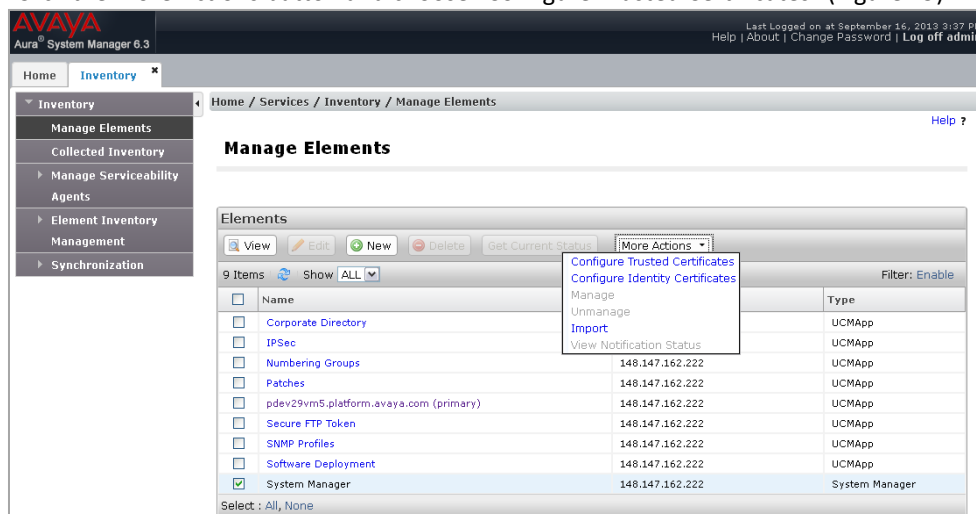 AVAYA
Aura® System Manager 6.3
Last Logged on at September 16, 2013 3:37 P
Help | About | Change Password | Log off admi
Home Inventory ×
Inventory
Manage Elements
Collected Inventory
Manage Serviceability
Agents
Element Inventory
Management
Synchronization
Home / Services / Inventory / Manage Elements
Help ?
Manage Elements
Elements
View Edit New Delete Get Current Status More Actions
Configure Trusted Certificates
Configure Identity Certificates
Manage
Unmanage
Import
View Notification Status
9 Items Show ALL Filter: Enable
Name Type
Corporate Directory UCMApp
IPSec UCMApp
Numbering Groups 148.147.162.222 UCMApp
Patches 148.147.162.222 UCMApp
pdev29vm5.platform.avaya.com (primary) 148.147.162.222 UCMApp
Secure FTP Token 148.147.162.222 UCMApp
SNMP Profiles 148.147.162.222 UCMApp
Software Deployment 148.147.162.222 UCMApp
System Manager 148.147.162.222 System Manager
Select : All, None